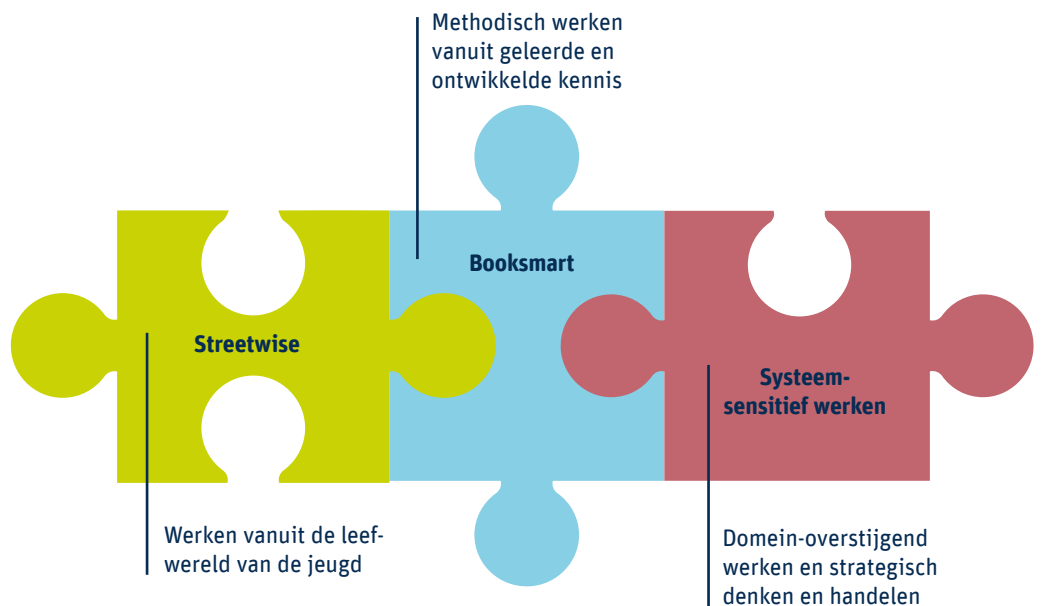 Methodisch werken
vanuit geleerde en
ontwikkelde kennis
Booksmart
Streetwise
Systeem-
sensitief werken
Werken vanuit de leef-
wereld van de jeugd
Domein-overstijgend
werken en strategisch
denken en handelen